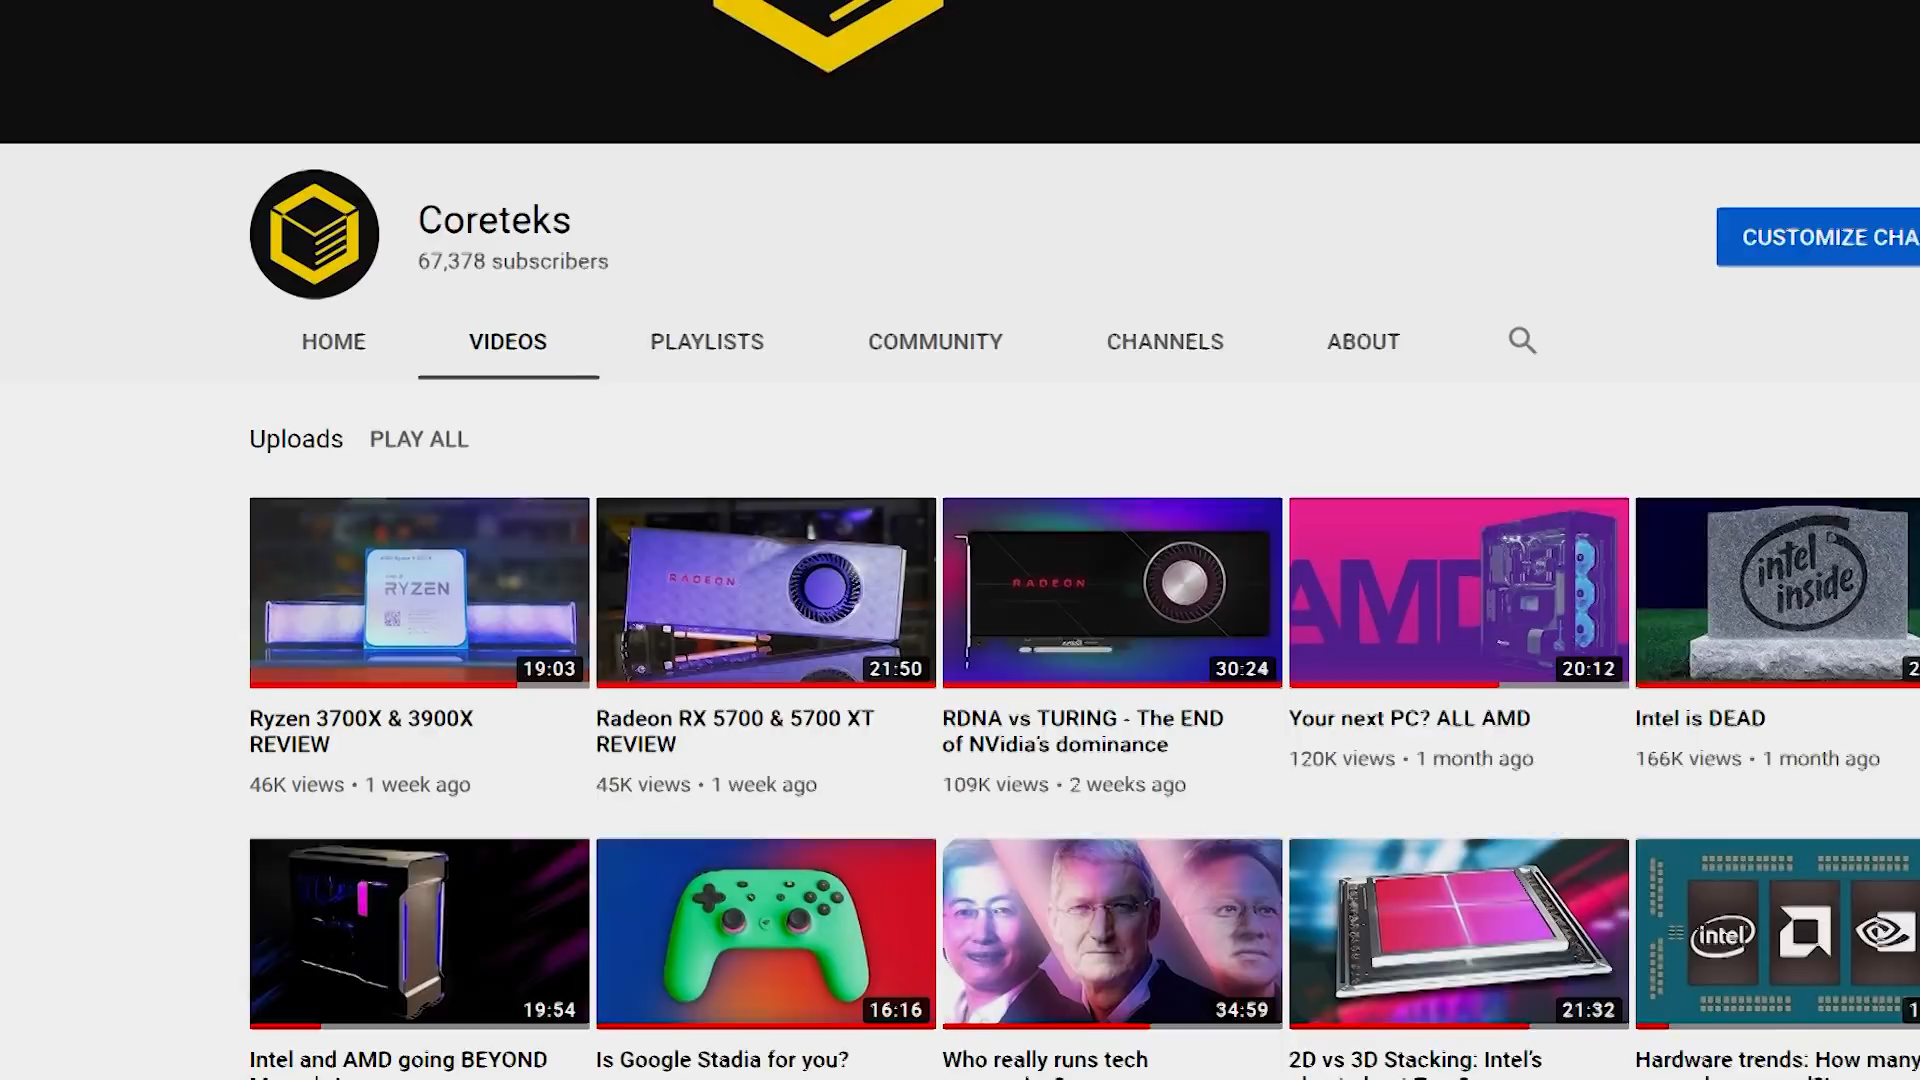 Coreteks
67,378 subscribers
CUSTOMIZE CHA
HOME
VIDEOS
PLAYLISTS
COMMUNITY
CHANNELS
ABOUT
Uploads
PLAY ALL
RYZEN
19:03
RADEON
21:50
RADEON
30:24
AMD
20:12
intel
inside
2
Ryzen 3700X & 3900X
REVIEW
46K views • 1 week ago
Radeon RX 5700 & 5700 XT
REVIEW
45K views • 1 week ago
RDNA vs TURING - The END
of NVidia's dominance
109K views • 2 weeks ago
Your next PC? ALL AMD
120K views • 1 month ago
Intel is DEAD
166K views • 1 month ago
19:54
16:16
34:59
21:32
intel
1
Intel and AMD going BEYOND
Is Google Stadia for you?
Who really runs tech
2D vs 3D Stacking: Intel's
Hardware trends: How many